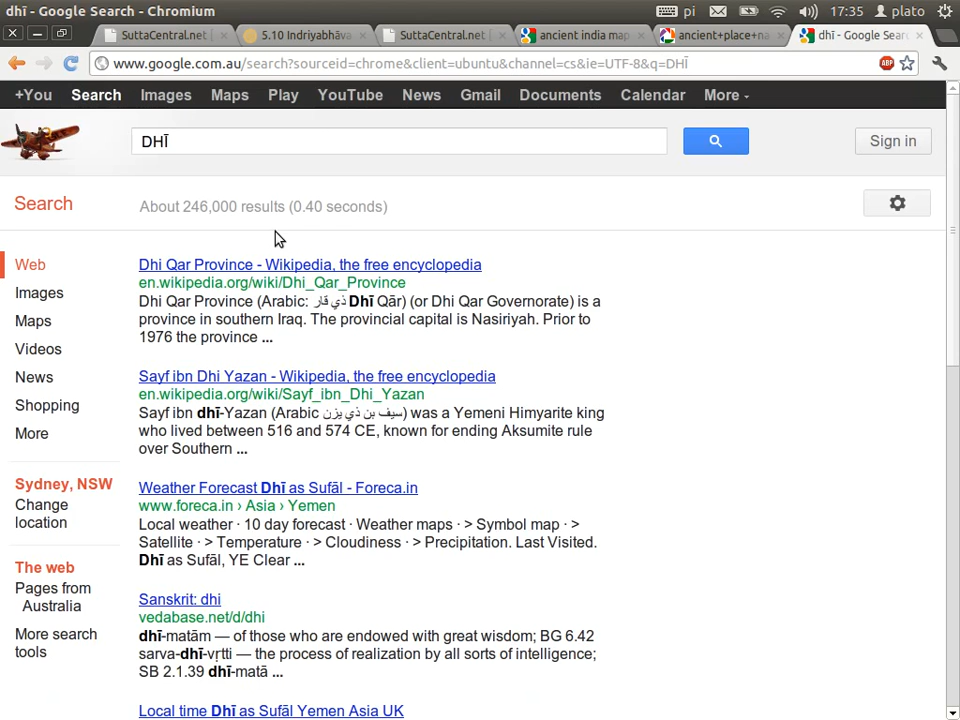 dhī - Google Search - Chromium
pi
17:35
plato
SuttaCentral.net
5.10 Indriyabhāva
SuttaCentral.net
ancient india map
ancient+place+na
dhī - Google Sear
www.google.com.au/search?sourceid=chrome&client=ubuntu&channel=cs&ie=UTF-8&q=DHĪ
ABP
+You Search Images Maps Play YouTube News Gmail Documents Calendar More
DHĪ
Sign in
Search
About 246,000 results (0.40 seconds)
Web
Images
Maps
Videos
News
Shopping
More
Sydney, NSW
Change
location
The web
Pages from
Australia
More search
tools
Dhi Qar Province - Wikipedia, the free encyclopedia
en.wikipedia.org/wiki/Dhi_Qar_Province
Dhi Qar Province (Arabic: ذي قار Dhī Qār) (or Dhi Qar Governorate) is a
province in southern Iraq. The provincial capital is Nasiriyah. Prior to
1976 the province ...
Sayf ibn Dhi Yazan - Wikipedia, the free encyclopedia
en.wikipedia.org/wiki/Sayf_ibn_Dhi_Yazan
Sayf ibn dhī-Yazan (Arabic سيف بن ذي يزن) was a Yemeni Himyarite king
who lived between 516 and 574 CE, known for ending Aksumite rule
over Southern ...
Weather Forecast Dhī as Sufāl - Foreca.in
www.foreca.in › Asia › Yemen
Local weather · 10 day forecast · Weather maps · > Symbol map · >
Satellite · > Temperature · > Cloudiness · > Precipitation. Last Visited.
Dhī as Sufāl, YE Clear ...
Sanskrit: dhi
vedabase.net/d/dhi
dhī-matām — of those who are endowed with great wisdom; BG 6.42
sarva-dhī-vṛtti — the process of realization by all sorts of intelligence;
SB 2.1.39 dhī-matā ...
Local time Dhī as Sufāl Yemen Asia UK